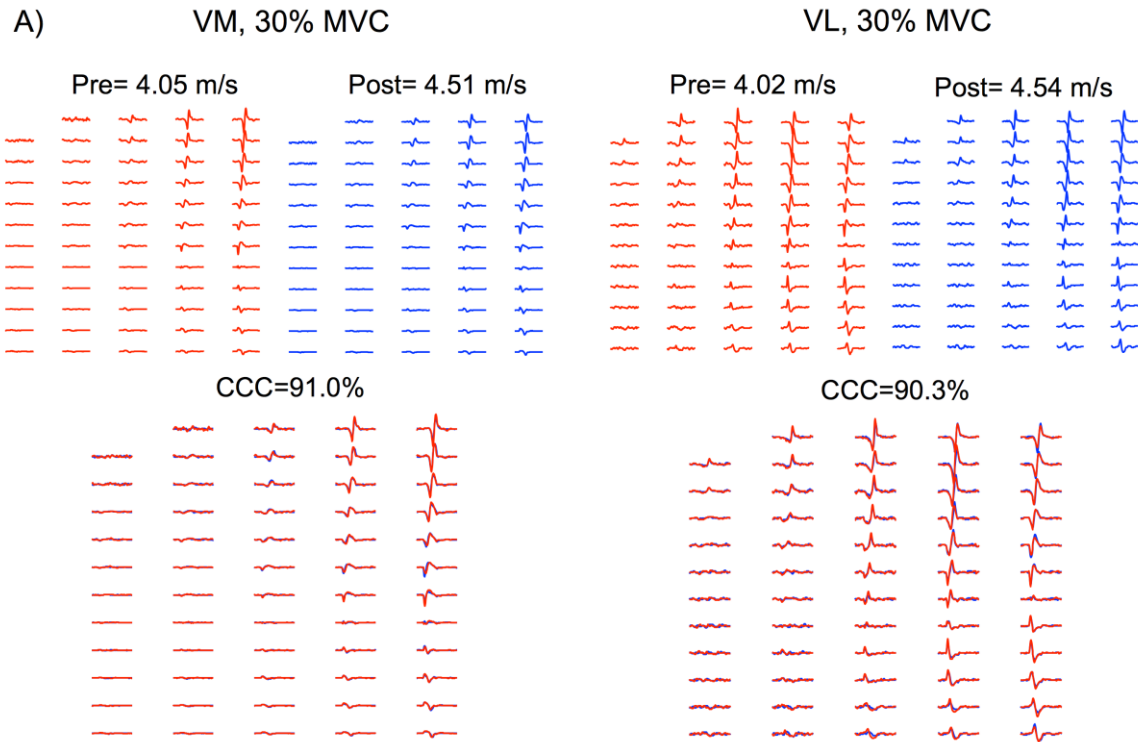 A)
VM, 30% MVC
VL, 30% MVC
Pre= 4.05 m/s
Post= 4.51 m/s
Pre= 4.02 m/s
Post= 4.54 m/s
CCC=91.0%
CCC=90.3%